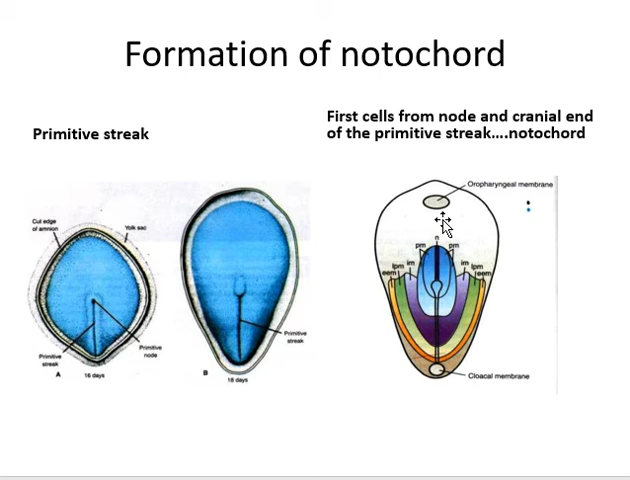 Formation of notochord
Primitive streak
First cells from node and cranial end
of the primitive streak....notochord
Cut edge
of amnion
Yolk sac
Primitive
streak
Primitive
node
A
16 days
Primitive
streak
B
18 days
Oropharyngeal membrane
n
pm
pm
im
im
lpm
lpm
eem
eem
Cloacal membrane